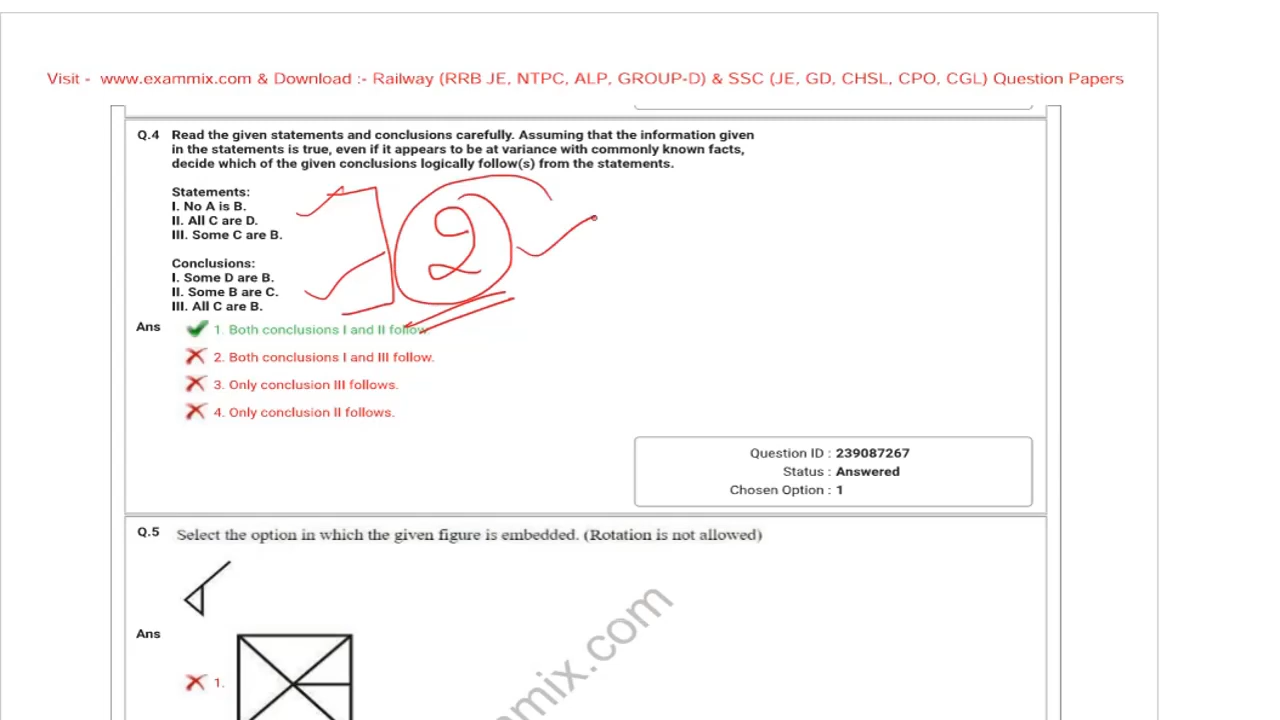 Visit - www.exammix.com & Download :- Railway (RRB JE, NTPC, ALP, GROUP-D) & SSC (JE, GD, CHSL, CPO, CGL) Question Papers
Q.4 Read the given statements and conclusions carefully. Assuming that the information given
in the statements is true, even if it appears to be at variance with commonly known facts,
decide which of the given conclusions logically follow(s) from the statements.
Statements:
I. No A is B.
II. All C are D.
III. Some C are B.
2
Conclusions:
I. Some D are B.
II. Some B are C.
III. All C are B.
Ans 1. Both conclusions I and II follow.
2. Both conclusions I and III follow.
3. Only conclusion III follows.
4. Only conclusion II follows.
Question ID : 239087267
Status : Answered
Chosen Option : 1
Q.5 Select the option in which the given figure is embedded. (Rotation is not allowed)
Ans
1.
mix.com